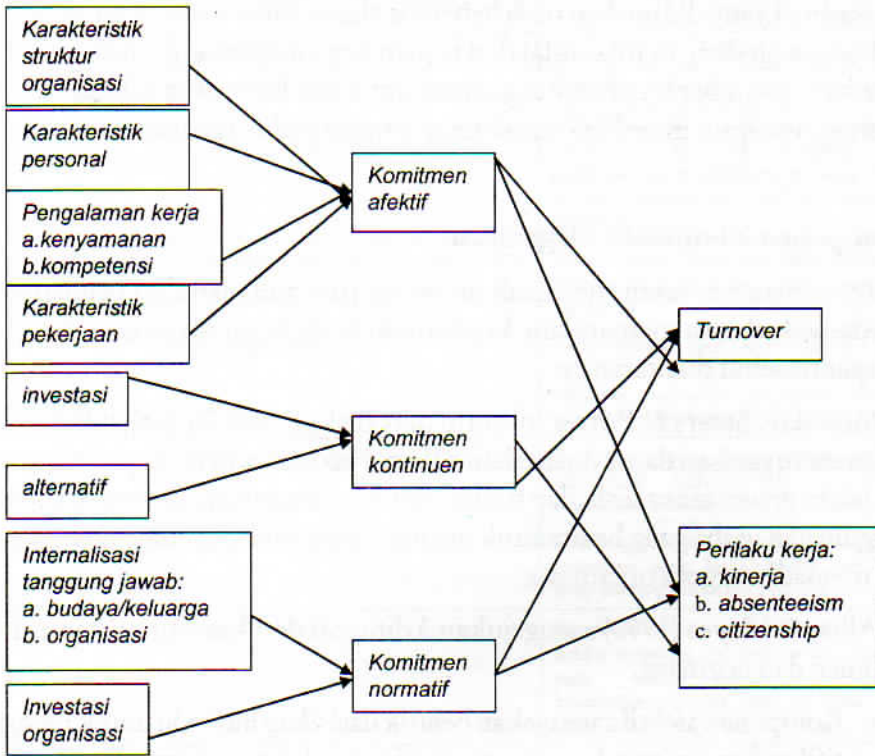 Karakteristik
struktur
organisasi
Karakteristik
personal
Pengalaman kerja
a.kenyamanan
b.kompetensi
Karakteristik
pekerjaan
investasi
alternatif
Internalisasi
tanggung jawab:
a. budaya/keluarga
b. organisasi
Investasi
organisasi
Komitmen
afektif
Komitmen
kontinuen
Komitmen
normatif
Turnover
Perilaku kerja:
a. kinerja
b. absenteeism
c. citizenship